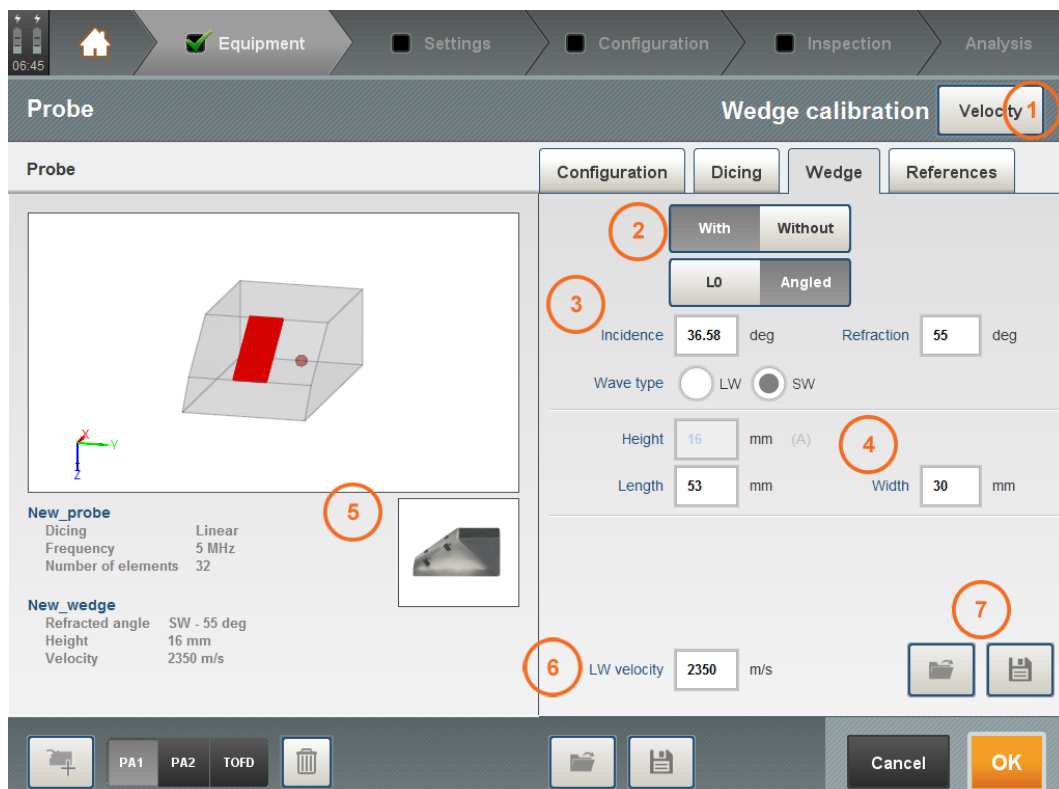 06:45
Equipment
Settings
Configuration
Inspection
Analysis
Probe
Wedge calibration
Velocity
1
Probe
Configuration
Dicing
Wedge
References
2
With
Without
L0
Angled
3
Incidence 36.58 deg
Refraction 55 deg
Wave type LW SW
Height 16 mm (A)
4
Length 53 mm
Width 30 mm
X
Y
Z
5
New_probe
Dicing Linear
Frequency 5 MHz
Number of elements 32
New_wedge
Refracted angle SW - 55 deg
Height 16 mm
Velocity 2350 m/s
6
LW velocity 2350 m/s
7
PA1
PA2
TOFD
Cancel
OK